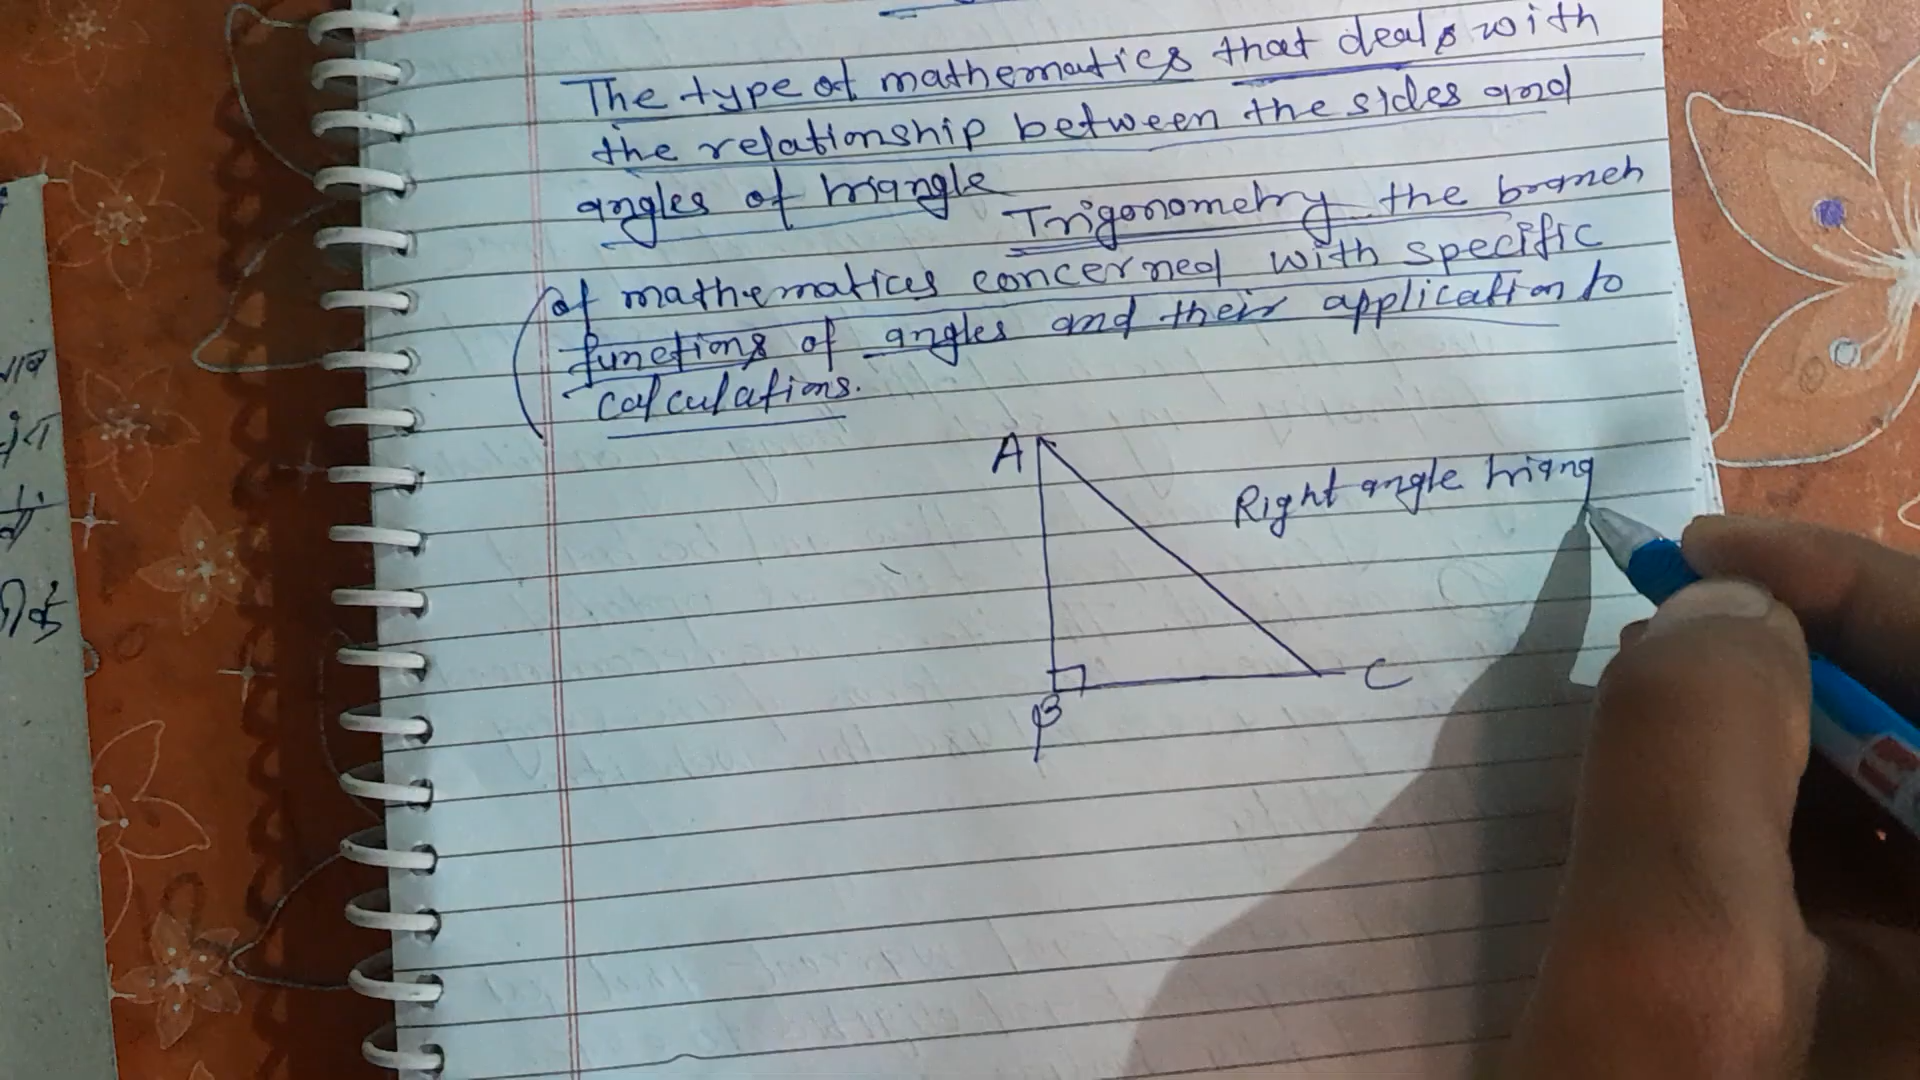 The type of mathematics that deals with
the relationship between the sides and
angles of triangle
Trigonometry the branch
of mathematices concerned with specific
functions of angles and their application to
calculations.
A
Right angle triang
C
B